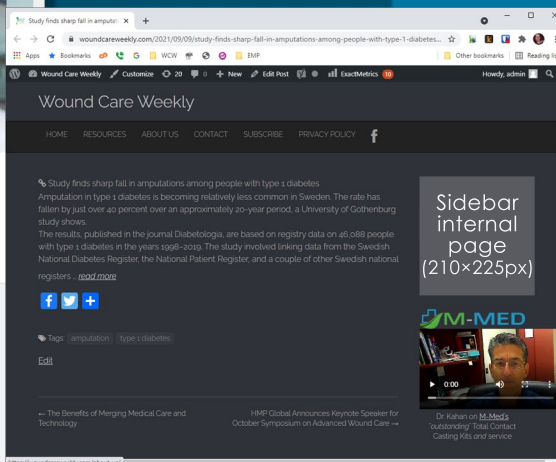 Study finds sharp fall in amputat
woundcareweekly.com/2021/09/09/study-finds-sharp-fall-in-amputations-among-people-with-type-1-diabetes...
Apps Bookmarks WCW EMP Other bookmarks Reading lis
Wound Care Weekly Customize 20 0 + New Edit Post ExactMetrics 10 Howdy, admin
Wound Care Weekly
HOME RESOURCES ABOUT US CONTACT SUBSCRIBE PRIVACY POLICY f
Study finds sharp fall in amputations among people with type 1 diabetes
Amputation in type 1 diabetes is becoming relatively less common in Sweden. The rate has
fallen by just over 40 percent over an approximately 20-year period, a University of Gothenburg
study shows.
The results, published in the journal Diabetologia, are based on registry data on 46,088 people
with type 1 diabetes in the years 1998–2019. The study involved linking data from the Swedish
National Diabetes Register, the National Patient Register, and a couple of other Swedish national
registers … read more
Tags: amputation type 1 diabetes
Edit
← The Benefits of Merging Medical Care and
Technology
HMP Global Announces Keynote Speaker for
October Symposium on Advanced Wound Care →
Sidebar
internal
page
(210×225px)
M-MED
0:00
Dr. Kahan on M-Med's
"outstanding" Total Contact
Casting Kits and service